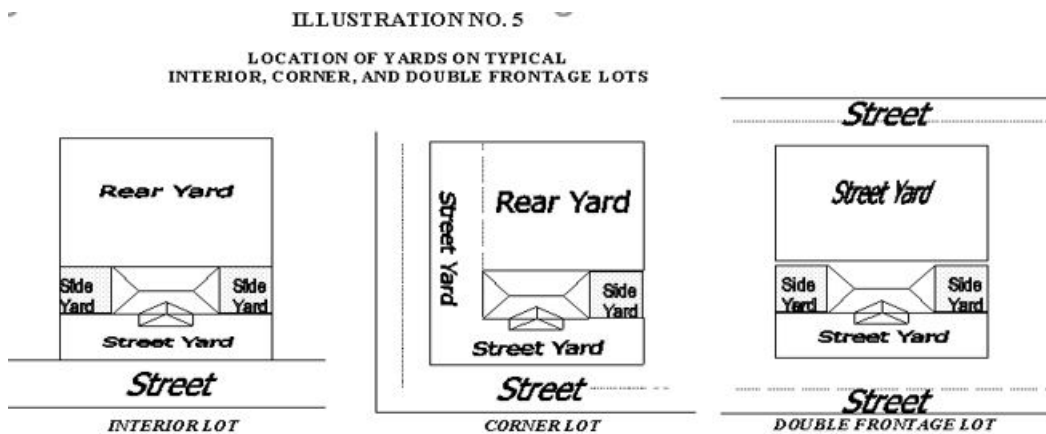 ILLUSTRATION NO. 5
LOCATION OF YARDS ON TYPICAL
INTERIOR, CORNER, AND DOUBLE FRONTAGE LOTS
Rear Yard
Side
Yard
Side
Yard
Street Yard
Street
INTERIOR LOT
Street Yard
Rear Yard
Side
Yard
Street Yard
Street
CORNER LOT
Street
Street Yard
Side
Yard
Side
Yard
Street Yard
Street
DOUBLE FRONTAGE LOT